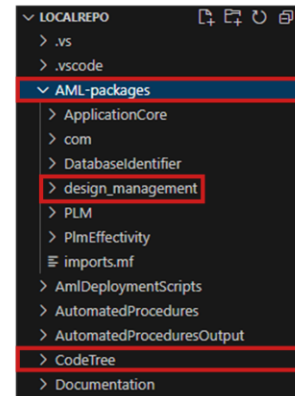 LOCALREPO
.vs
.vscode
AML-packages
ApplicationCore
com
DatabaseIdentifier
design_management
PLM
PlmEffectivity
imports.mf
AmlDeploymentScripts
AutomatedProcedures
AutomatedProceduresOutput
CodeTree
Documentation